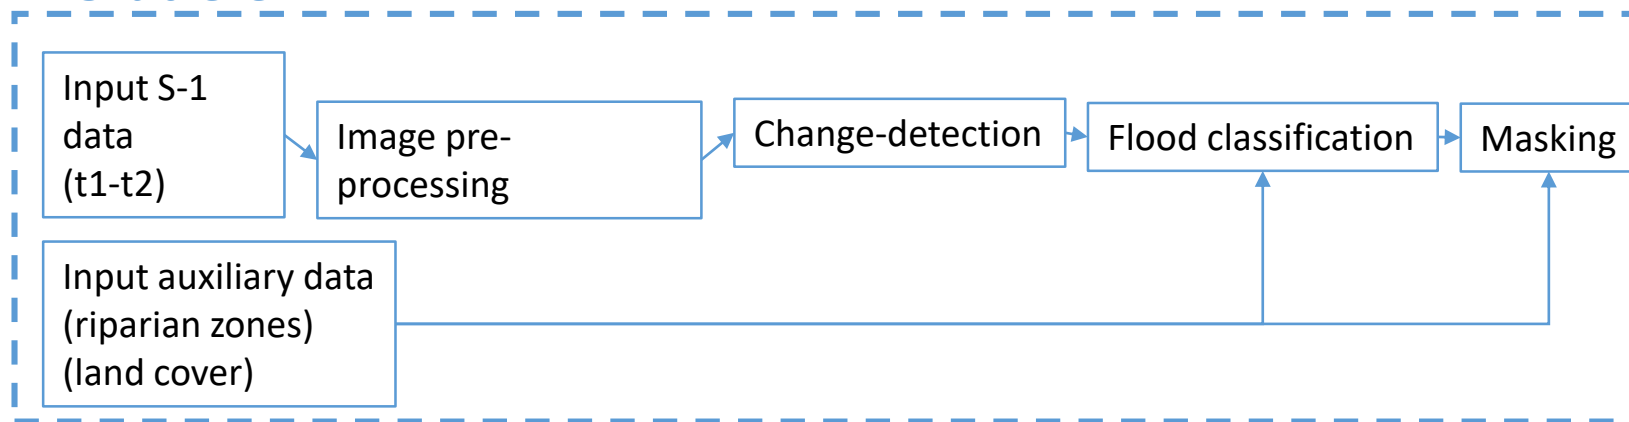 Input S-1
data
(t1-t2)
Image pre-
processing
Change-detection
Flood classification
Masking
Input auxiliary data
(riparian zones)
(land cover)